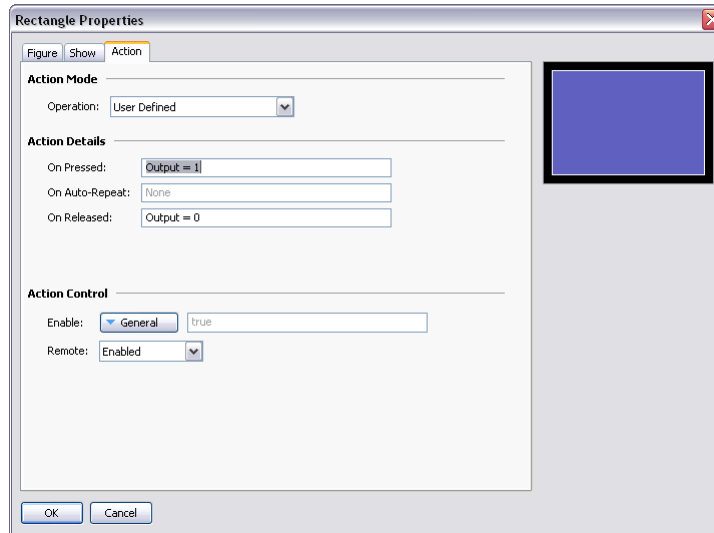 Rectangle Properties
Figure Show Action
Action Mode
Operation: User Defined
Action Details
On Pressed: Output = 1
On Auto-Repeat: None
On Released: Output = 0
Action Control
Enable: General true
Remote: Enabled
OK Cancel